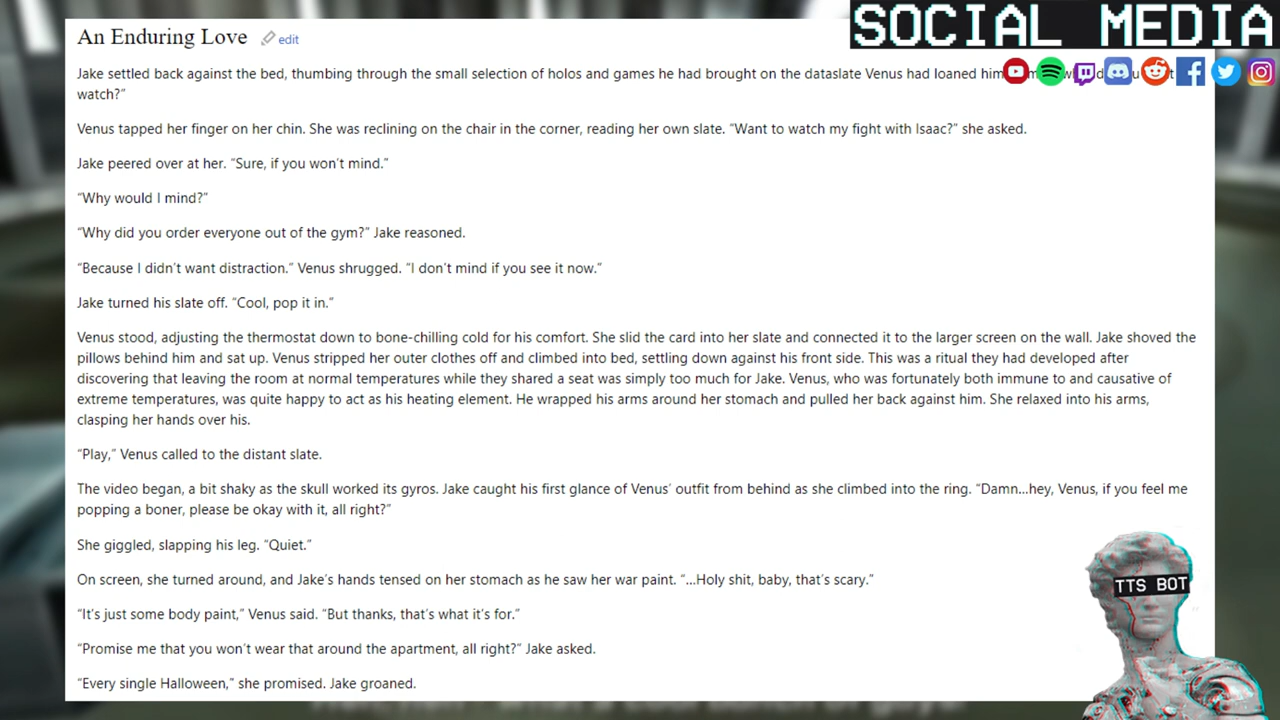 SOCIAL MEDIA
An Enduring Love edit
Jake settled back against the bed, thumbing through the small selection of holos and games he had brought on the dataslate Venus had loaned him
watch?”
Venus tapped her finger on her chin. She was reclining on the chair in the corner, reading her own slate. “Want to watch my fight with Isaac?” she asked.
Jake peered over at her. “Sure, if you won’t mind.”
“Why would I mind?”
“Why did you order everyone out of the gym?” Jake reasoned.
“Because I didn’t want distraction.” Venus shrugged. “I don’t mind if you see it now.”
Jake turned his slate off. “Cool, pop it in.”
Venus stood, adjusting the thermostat down to bone-chilling cold for his comfort. She slid the card into her slate and connected it to the larger screen on the wall. Jake shoved the
pillows behind him and sat up. Venus stripped her outer clothes off and climbed into bed, settling down against his front side. This was a ritual they had developed after
discovering that leaving the room at normal temperatures while they shared a seat was simply too much for Jake. Venus, who was fortunately both immune to and causative of
extreme temperatures, was quite happy to act as his heating element. He wrapped his arms around her stomach and pulled her back against him. She relaxed into his arms,
clasping her hands over his.
“Play,” Venus called to the distant slate.
The video began, a bit shaky as the skull worked its gyros. Jake caught his first glance of Venus’ outfit from behind as she climbed into the ring. “Damn…hey, Venus, if you feel me
popping a boner, please be okay with it, all right?”
She giggled, slapping his leg. “Quiet.”
On screen, she turned around, and Jake’s hands tensed on her stomach as he saw her war paint. “…Holy shit, baby, that’s scary.”
“It’s just some body paint,” Venus said. “But thanks, that’s what it’s for.”
“Promise me that you won’t wear that around the apartment, all right?” Jake asked.
“Every single Halloween,” she promised. Jake groaned.
TTS BOT